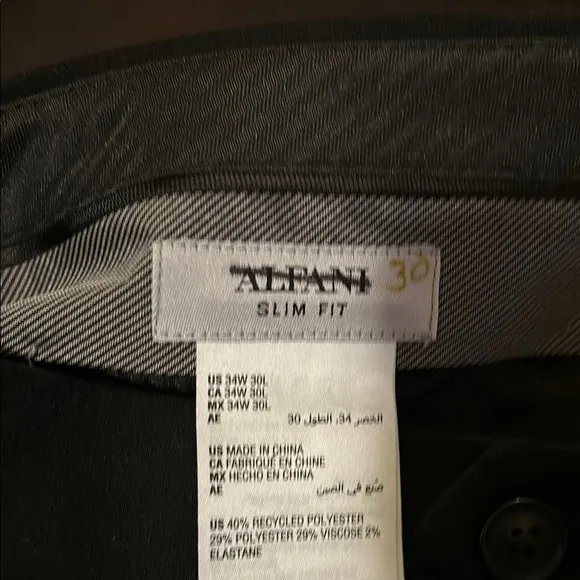 ALFANI 30
SLIM FIT
US 34W 30L
CA 34W 30L
MX 34W 30L
AE الخصر 34، الطول 30
US MADE IN CHINA
CA FABRIQUÉ EN CHINE
MX HECHO EN CHINA
AE صنع في الصين
US 40% RECYCLED POLYESTER
29% POLYESTER 29% VISCOSE 2%
ELASTANE